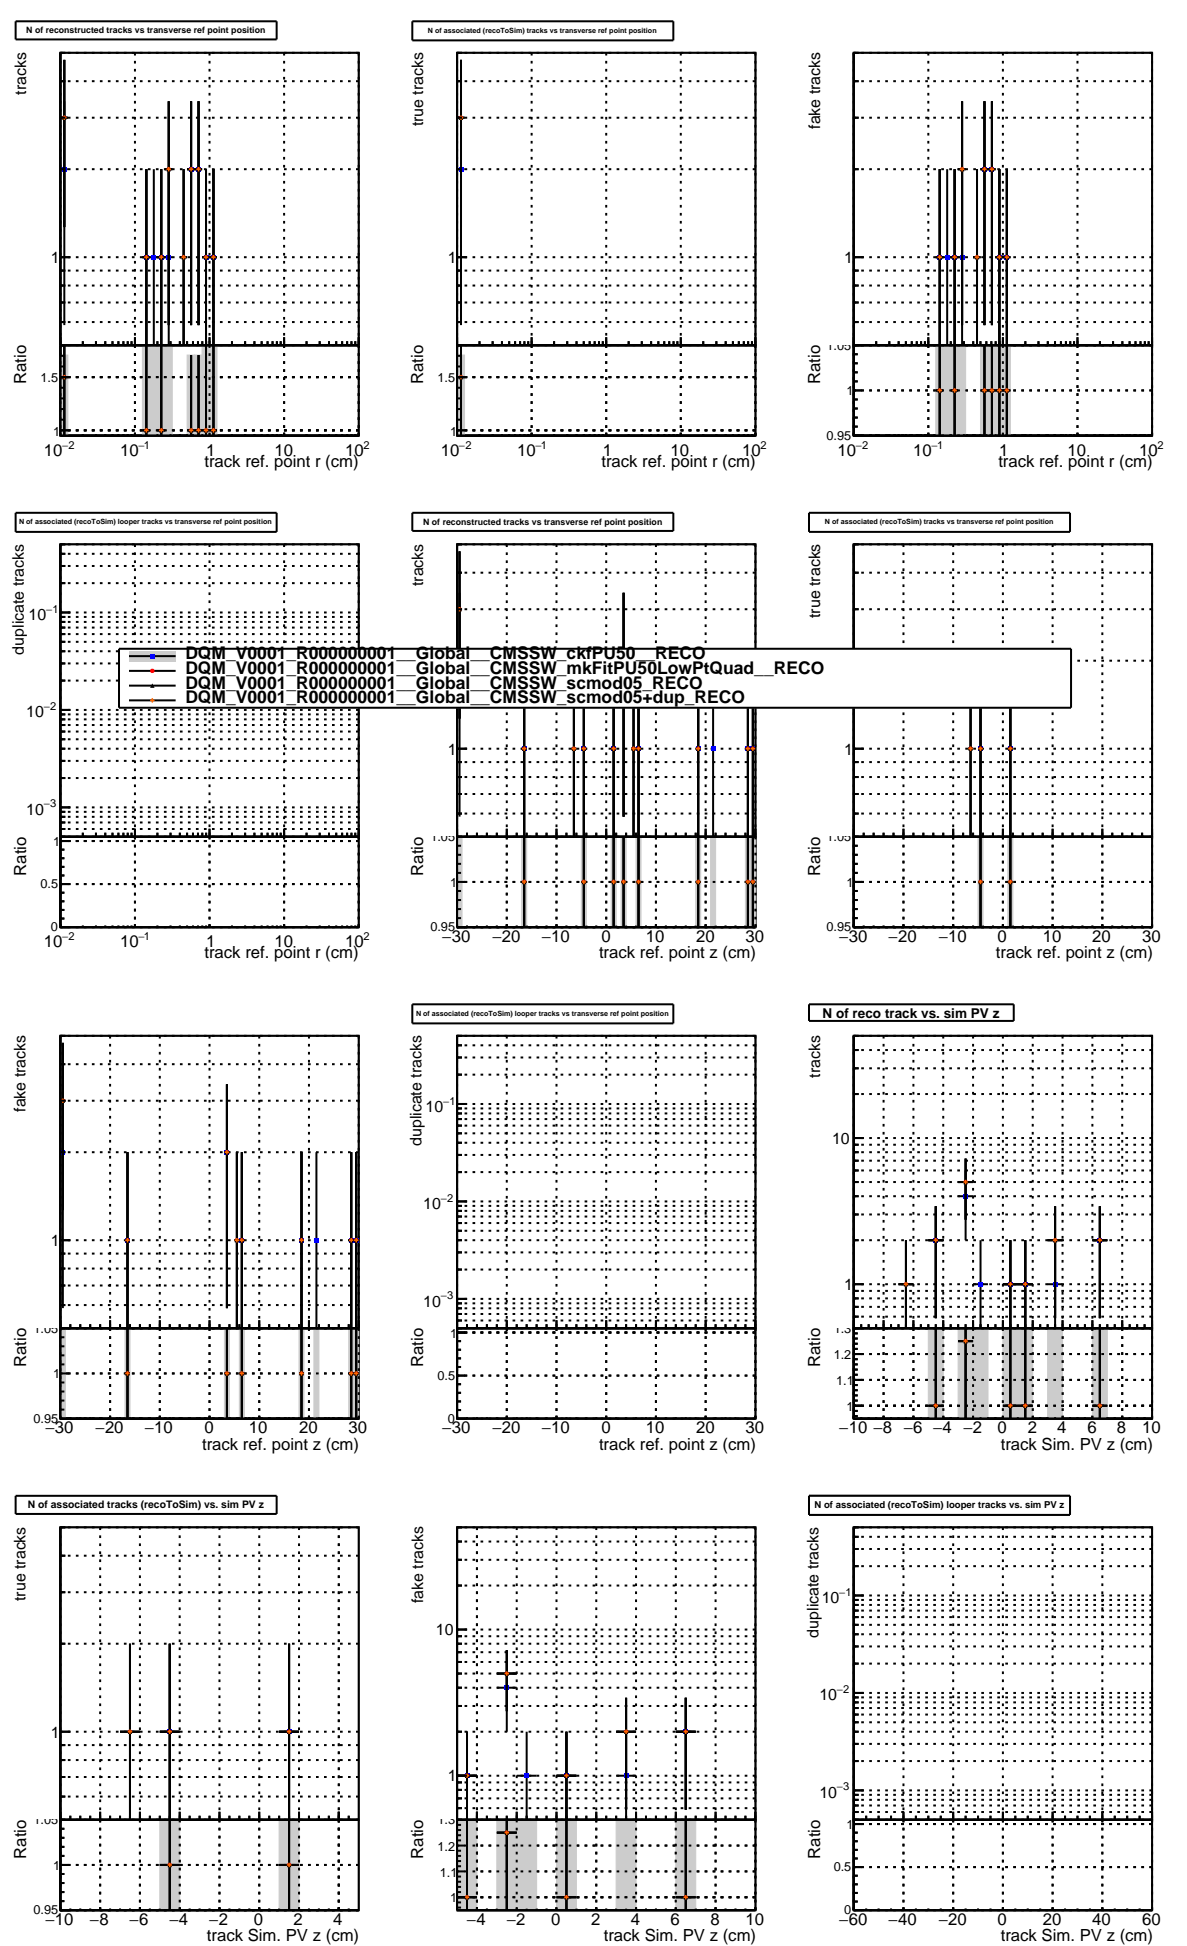 N of reconstructed tracks vs transverse ref point position
tracks
1
Ratio
1.5
1
10−2 10−1 1 10 102
track ref. point r (cm)
N of associated (recoToSim) tracks vs transverse ref point position
true tracks
1
Ratio
1.5
1
10−2 10−1 1 10 102
track ref. point r (cm)
fake tracks
1
Ratio
1.05
1
0.95
10−2 10−1 1 10 102
track ref. point r (cm)
N of associated (recoToSim) looper tracks vs transverse ref point position
duplicate tracks
10−1
10−2
10−3
Ratio
1
0.5
0
10−2 10−1 1 10 102
track ref. point r (cm)
N of reconstructed tracks vs transverse ref point position
tracks
1
Ratio
1.05
1
0.95
−30 −20 −10 0 10 20 30
track ref. point z (cm)
N of associated (recoToSim) tracks vs transverse ref point position
true tracks
1
Ratio
1.05
1
0.95
−30 −20 −10 0 10 20 30
track ref. point z (cm)
DQM_V0001_R000000001__Global__CMSSW_ckfPU50__RECO
DQM_V0001_R000000001__Global__CMSSW_mkFitPU50LowPtQuad__RECO
DQM_V0001_R000000001__Global__CMSSW_scmod05_RECO
DQM_V0001_R000000001__Global__CMSSW_scmod05+dup_RECO
fake tracks
1
Ratio
1.05
1
0.95
−30 −20 −10 0 10 20 30
track ref. point z (cm)
N of associated (recoToSim) looper tracks vs transverse ref point position
duplicate tracks
10−1
10−2
10−3
Ratio
1
0.5
0
−30 −20 −10 0 10 20 30
track ref. point z (cm)
N of reco track vs. sim PV z
tracks
10
1
Ratio
1.3
1.2
1.1
1
−10 −8 −6 −4 −2 0 2 4 6 8 10
track Sim. PV z (cm)
N of associated tracks (recoToSim) vs. sim PV z
true tracks
1
Ratio
1.05
1
0.95
−10 −8 −6 −4 −2 0 2 4
track Sim. PV z (cm)
fake tracks
10
1
Ratio
1.3
1.2
1.1
1
−4 −2 0 2 4 6 8 10
track Sim. PV z (cm)
N of associated (recoToSim) looper tracks vs. sim PV z
duplicate tracks
10−1
10−2
10−3
Ratio
1
0.5
0
−60 −40 −20 0 20 40 60
track Sim. PV z (cm)